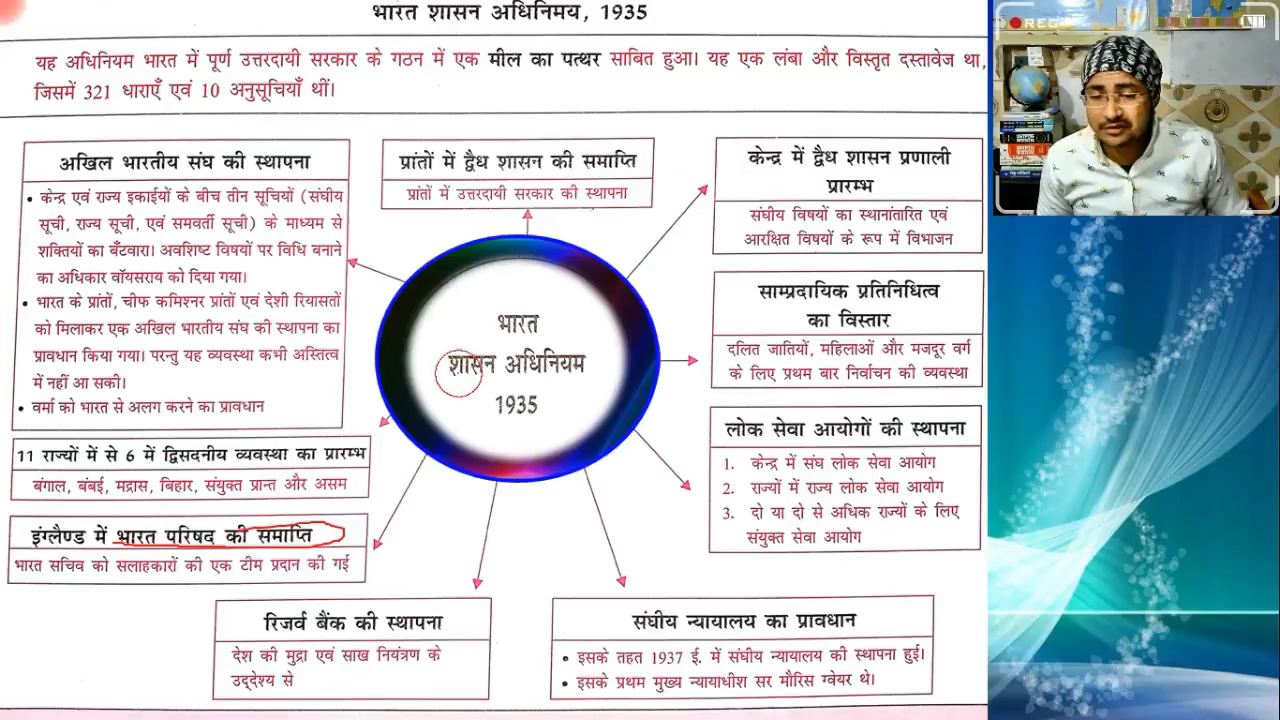 भारत शासन अधिनिमय, 1935
यह अधिनियम भारत में पूर्ण उत्तरदायी सरकार के गठन में एक मील का पत्थर साबित हुआ। यह एक लंबा और विस्तृत दस्तावेज था,
जिसमें 321 धाराएँ एवं 10 अनुसूचियाँ थीं।
अखिल भारतीय संघ की स्थापना
• केन्द्र एवं राज्य इकाईयों के बीच तीन सूचियों (संघीय
सूची, राज्य सूची, एवं समवर्ती सूची) के माध्यम से
शक्तियों का बँटवारा। अवशिष्ट विषयों पर विधि बनाने
का अधिकार वॉयसराय को दिया गया।
• भारत के प्रांतों, चीफ कमिश्नर प्रांतों एवं देशी रियासतों
को मिलाकर एक अखिल भारतीय संघ की स्थापना का
प्रावधान किया गया। परन्तु यह व्यवस्था कभी अस्तित्व
में नहीं आ सकी।
• वर्मा को भारत से अलग करने का प्रावधान
11 राज्यों में से 6 में द्विसदनीय व्यवस्था का प्रारम्भ
बंगाल, बंबई, मद्रास, बिहार, संयुक्त प्रान्त और असम
इंग्लैण्ड में भारत परिषद की समाप्ति
भारत सचिव को सलाहकारों की एक टीम प्रदान की गई
प्रांतों में द्वैध शासन की समाप्ति
प्रांतों में उत्तरदायी सरकार की स्थापना
भारत
शासन अधिनियम
1935
केन्द्र में द्वैध शासन प्रणाली
प्रारम्भ
संघीय विषयों का स्थानांतारित एवं
आरक्षित विषयों के रूप में विभाजन
साम्प्रदायिक प्रतिनिधित्व
का विस्तार
दलित जातियों, महिलाओं और मजदूर वर्ग
के लिए प्रथम बार निर्वाचन की व्यवस्था
लोक सेवा आयोगों की स्थापना
1. केन्द्र में संघ लोक सेवा आयोग
2. राज्यों में राज्य लोक सेवा आयोग
3. दो या दो से अधिक राज्यों के लिए
संयुक्त सेवा आयोग
रिजर्व बैंक की स्थापना
देश की मुद्रा एवं साख नियंत्रण के
उद्देश्य से
संघीय न्यायालय का प्रावधान
• इसके तहत 1937 ई. में संघीय न्यायालय की स्थापना हुई।
• इसके प्रथम मुख्य न्यायाधीश सर मौरिस ग्वेयर थे।
REC